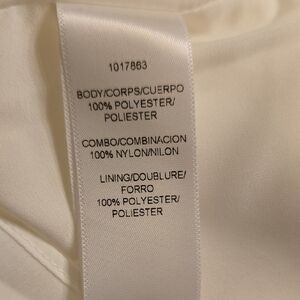 1017863
BODY/CORPS/CUERPO
100% POLYESTER/
POLIESTER
COMBO/COMBINACION
100% NYLON/NILON
LINING/DOUBLURE/
FORRO
100% POLYESTER/
POLIESTER